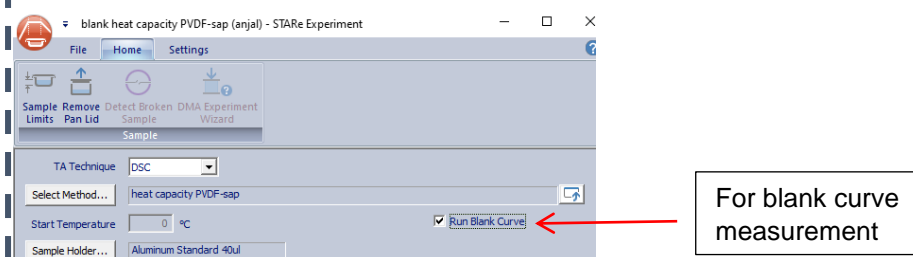 blank heat capacity PVDF-sap (anjal) - STARe Experiment
File Home Settings
Sample Limits Remove Pan Lid Detect Broken Sample DMA Experiment Wizard
Sample
TA Technique DSC
Select Method... heat capacity PVDF-sap
Start Temperature 0 °C Run Blank Curve
Sample Holder... Aluminum Standard 40ul
For blank curve
measurement